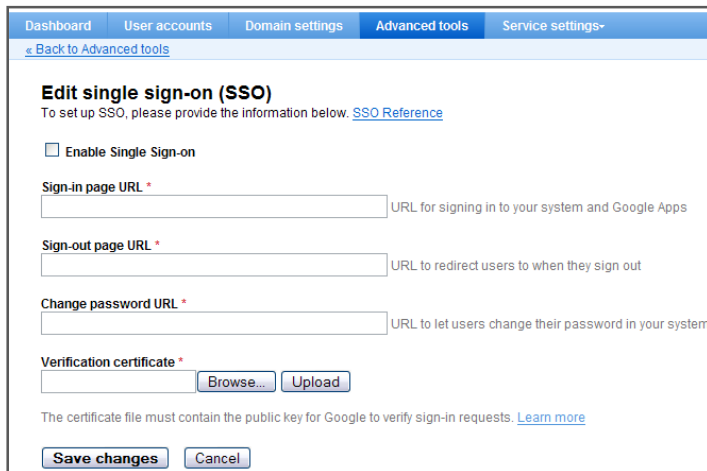 Dashboard User accounts Domain settings Advanced tools Service settings
« Back to Advanced tools
Edit single sign-on (SSO)
To set up SSO, please provide the information below. SSO Reference
Enable Single Sign-on
Sign-in page URL *
URL for signing in to your system and Google Apps
Sign-out page URL *
URL to redirect users to when they sign out
Change password URL *
URL to let users change their password in your system
Verification certificate *
Browse... Upload
The certificate file must contain the public key for Google to verify sign-in requests. Learn more
Save changes Cancel